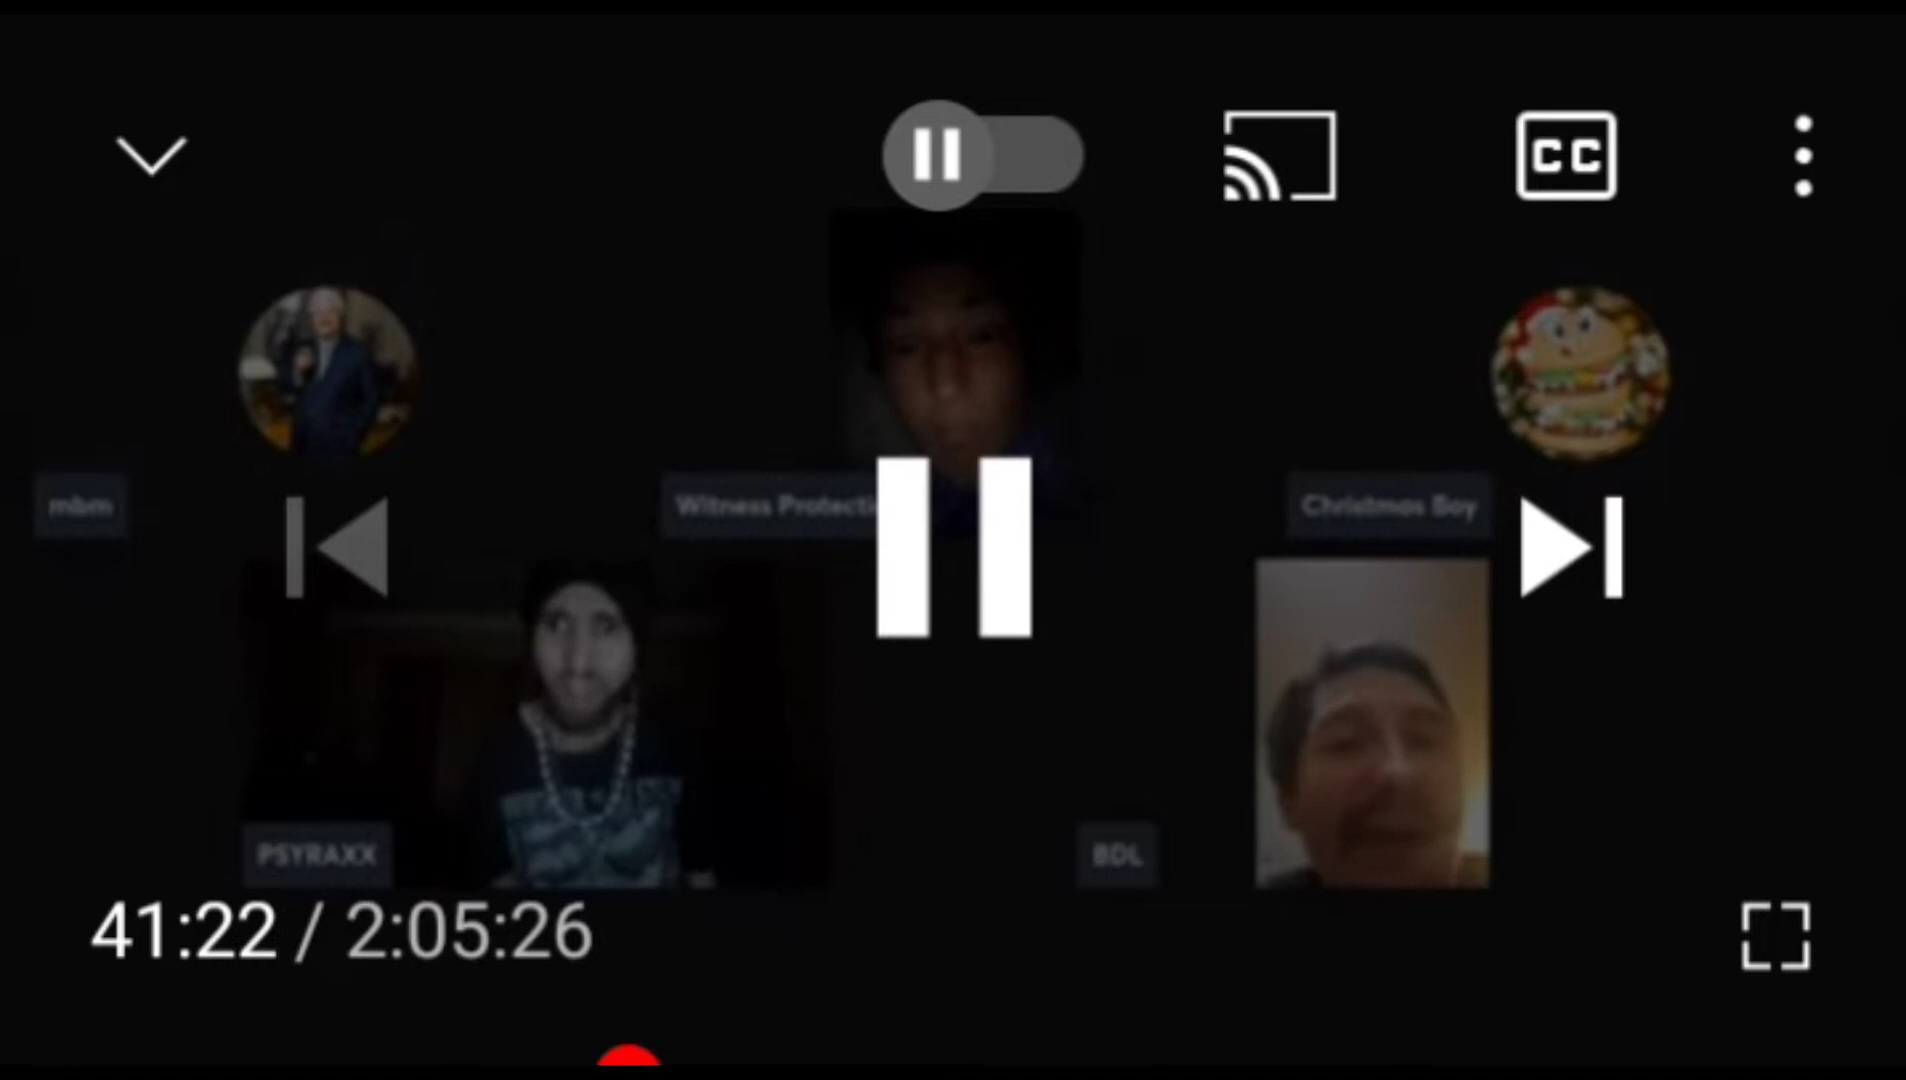 CC
mbm
Witness Protecti
Christmas Boy
PSYRAXX
BDL
41:22 / 2:05:26